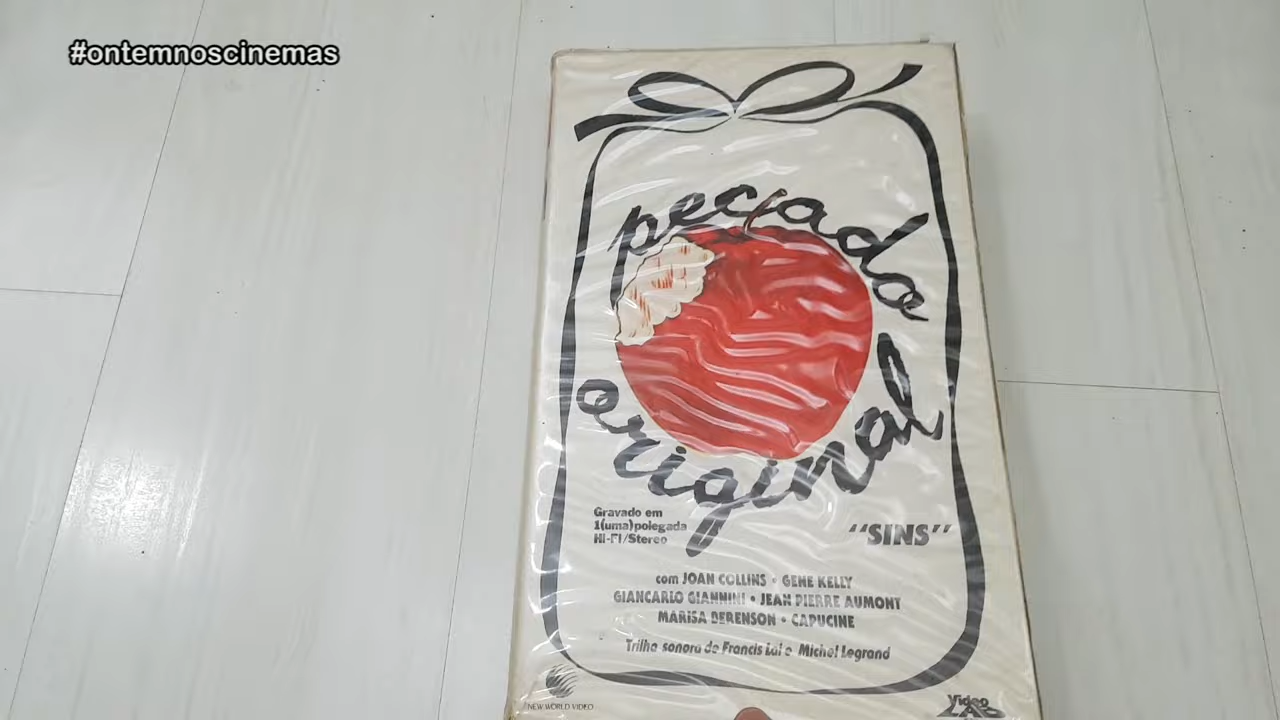 #ontemnoscinemas
pecado
original
Gravado em
1(uma)polegada
HI-FI/Stereo
“SINS”
com JOAN COLLINS • GENE KELLY
GIANCARLO GIANNINI • JEAN PIERRE AUMONT
MARISA BERENSON • CAPUCINE
Trilha sonora de Francis Lai e Michel Legrand
NEW WORLD VIDEO
Video
LAB